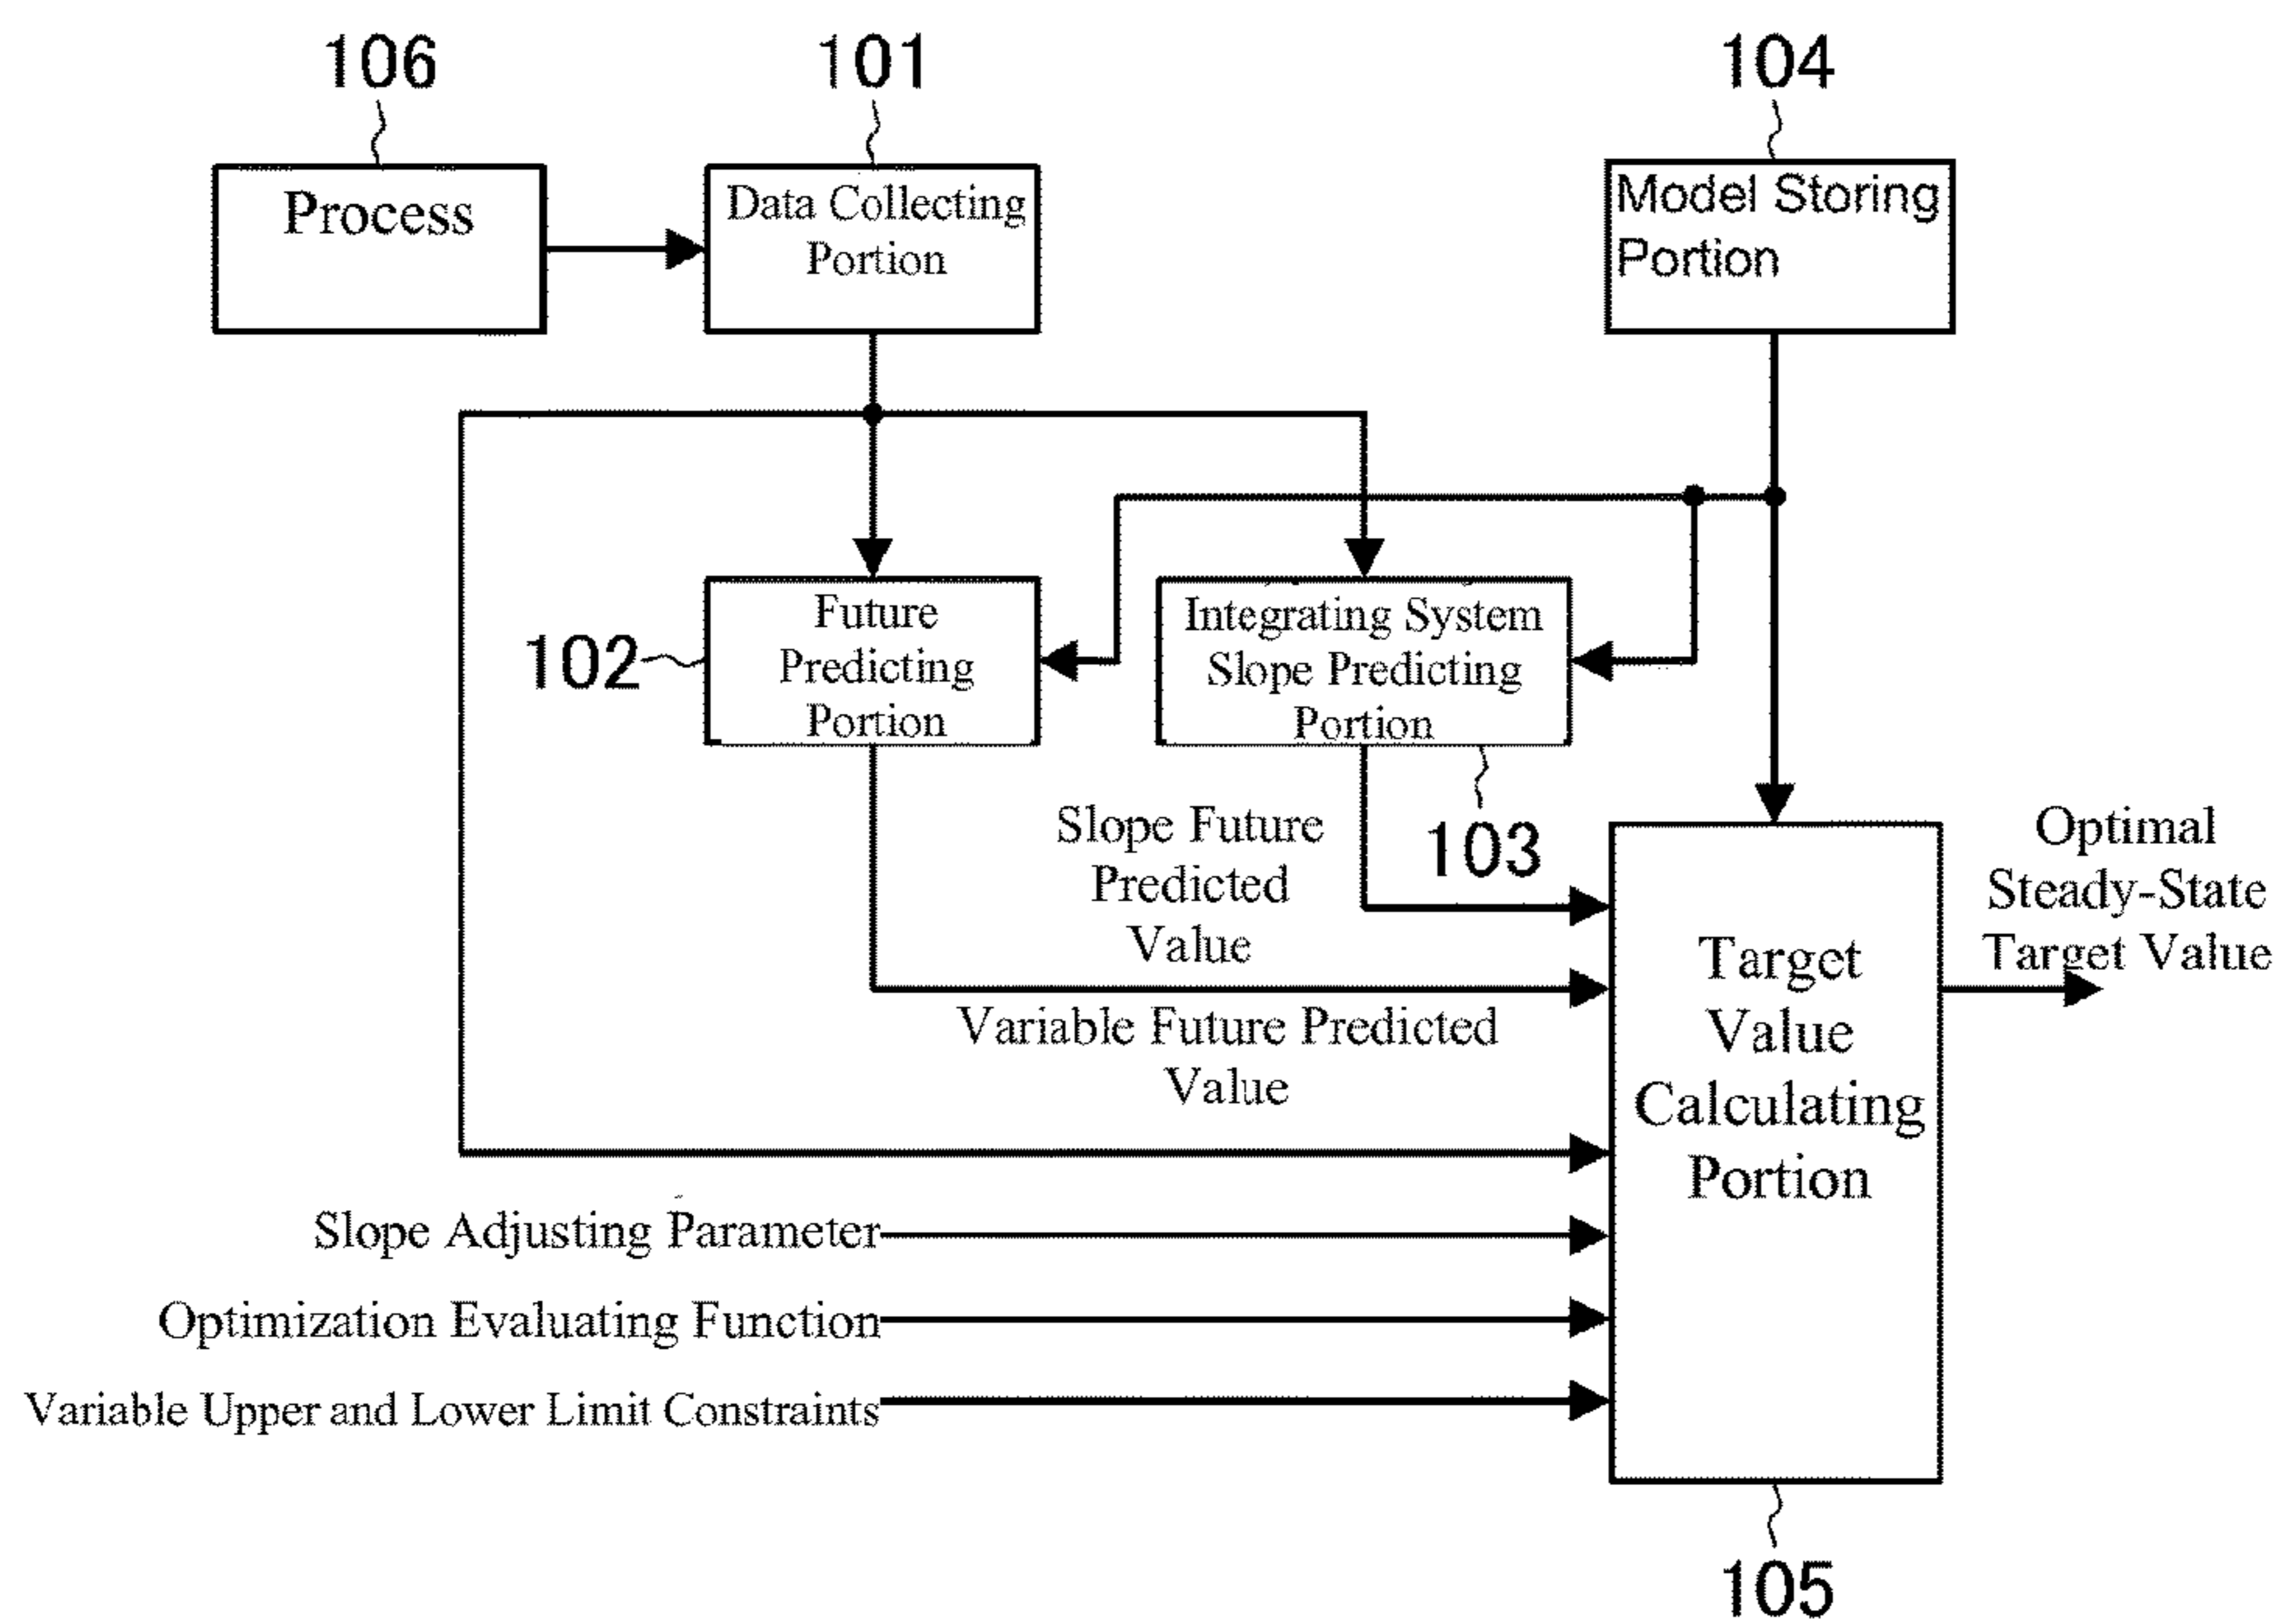 106
101
104
Process
Data Collecting
Portion
Model Storing
Portion
102
Future
Predicting
Portion
Integrating System
Slope Predicting
Portion
103
Slope Future
Predicted
Value
Variable Future Predicted
Value
Target
Value
Calculating
Portion
Optimal
Steady-State
Target Value
Slope Adjusting Parameter
Optimization Evaluating Function
Variable Upper and Lower Limit Constraints
105